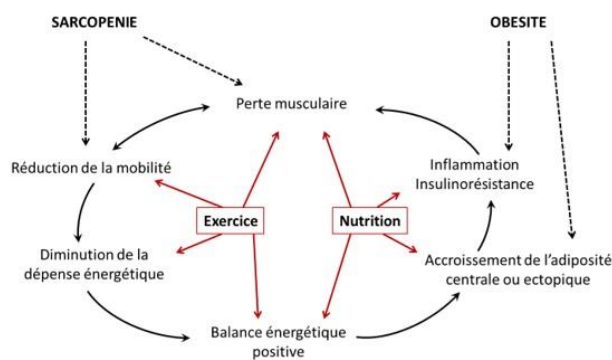 SARCOPENIE
OBESITE
Perte musculaire
Réduction de la mobilité
Inflammation
Insulinorésistance
Exercice
Nutrition
Diminution de la
dépense énergétique
Accroissement de l'adiposité
centrale ou ectopique
Balance énergétique
positive